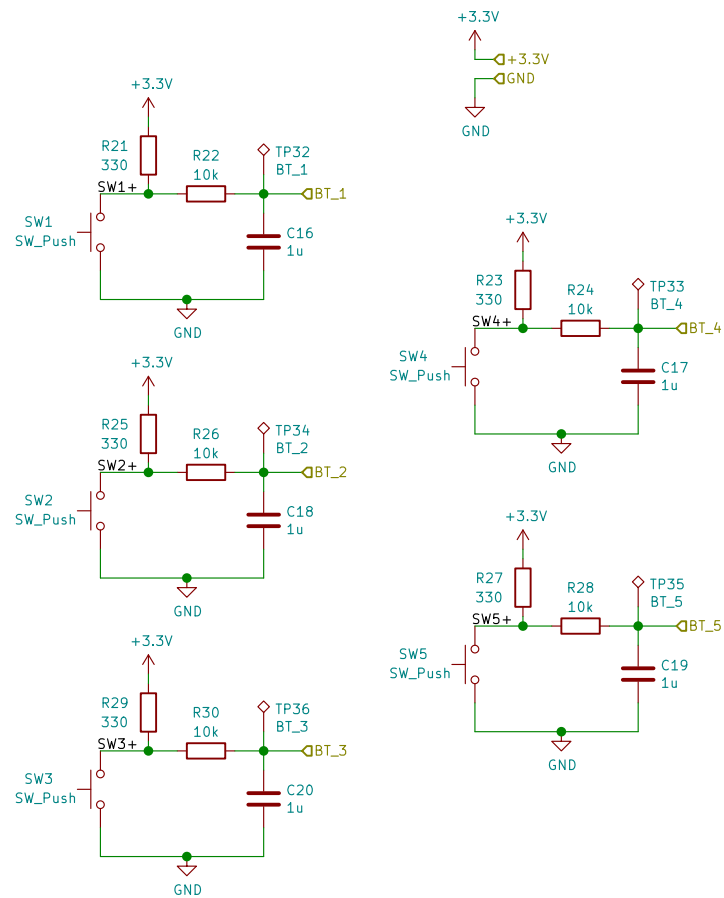 +3.3V
+3.3V
GND
GND
+3.3V
R21
330
R22
10k
TP32
BT_1
SW1+
BT_1
SW1
SW_Push
C16
1u
GND
+3.3V
R23
330
R24
10k
TP33
BT_4
SW4+
BT_4
SW4
SW_Push
C17
1u
GND
+3.3V
R25
330
R26
10k
TP34
BT_2
SW2+
BT_2
SW2
SW_Push
C18
1u
GND
+3.3V
R27
330
R28
10k
TP35
BT_5
SW5+
BT_5
SW5
SW_Push
C19
1u
GND
+3.3V
R29
330
R30
10k
TP36
BT_3
SW3+
BT_3
SW3
SW_Push
C20
1u
GND